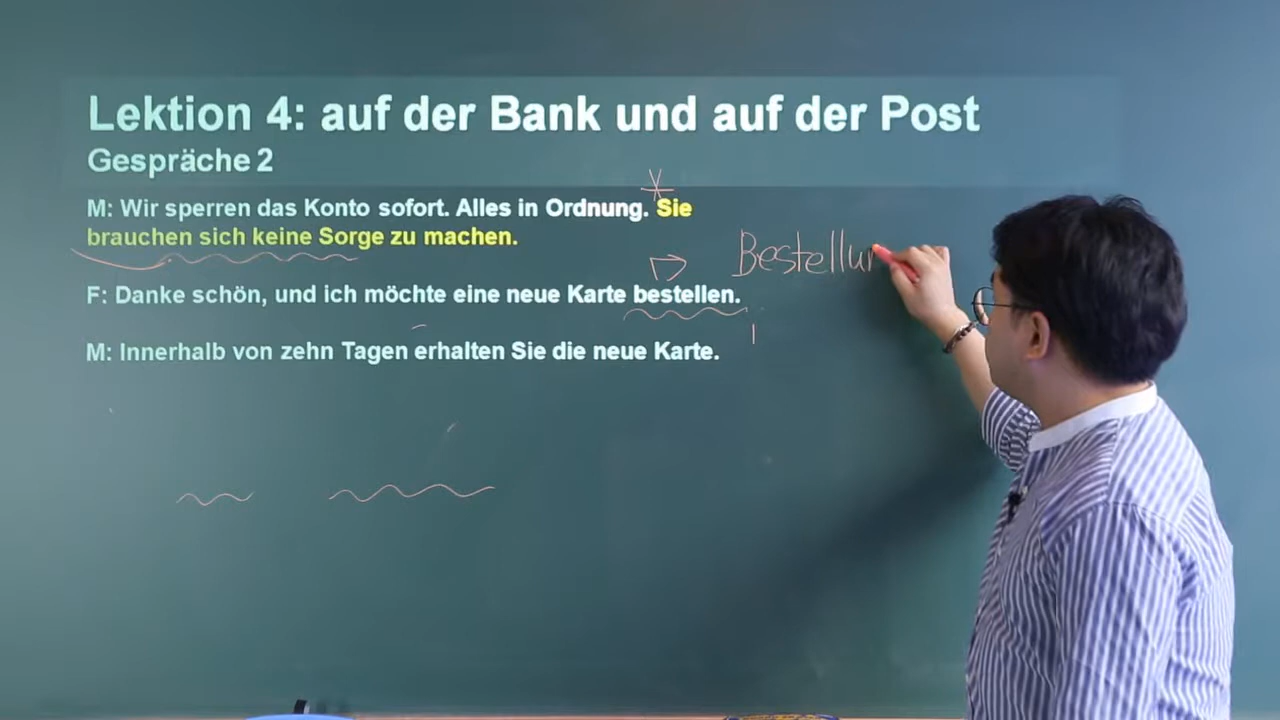 Lektion 4: auf der Bank und auf der Post
Gespräche 2
M: Wir sperren das Konto sofort. Alles in Ordnung. Sie
brauchen sich keine Sorge zu machen.
Bestellun
F: Danke schön, und ich möchte eine neue Karte bestellen.
M: Innerhalb von zehn Tagen erhalten Sie die neue Karte.